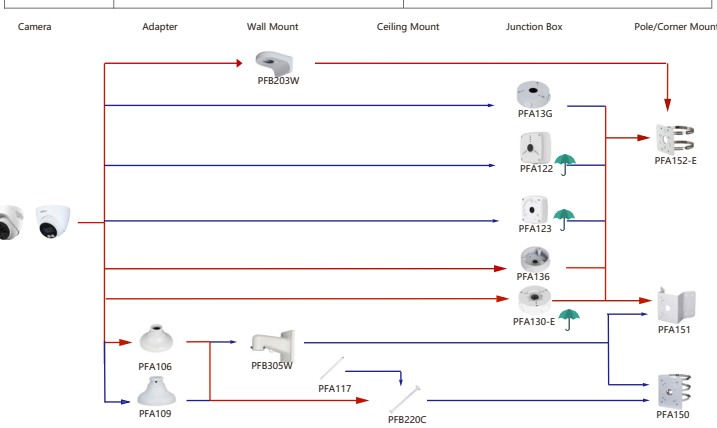 Camera
Adapter
Wall Mount
Ceiling Mount
Junction Box
Pole/Corner Mount
PFB203W
PFA13G
PFA122
PFA152-E
PFA123
PFA136
PFA130-E
PFA151
PFA106
PFB305W
PFA117
PFA109
PFB220C
PFA150